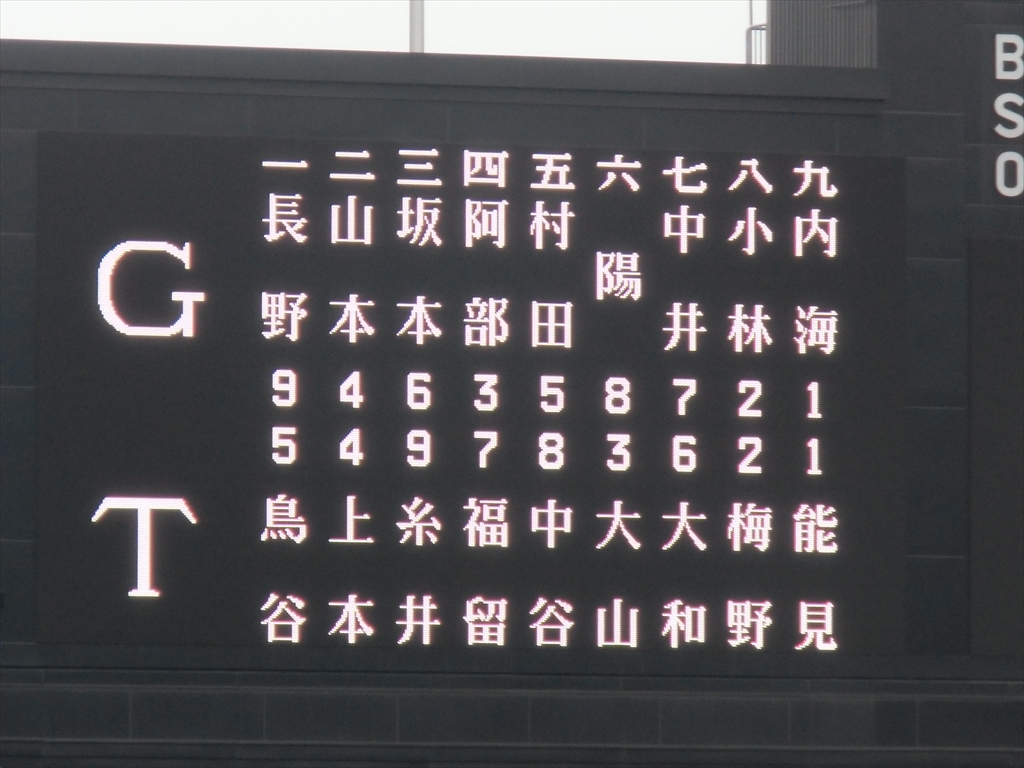 一 二 三 四 五 六 七 八 九
G 長野 山本 坂本 阿部 村田 陽 中井 小林 内海
9 4 6 3 5 8 7 2 1
5 4 9 7 8 3 6 2 1
T 鳥谷 上本 糸井 福留 中谷 大山 大和 梅野 能見
B
S
O